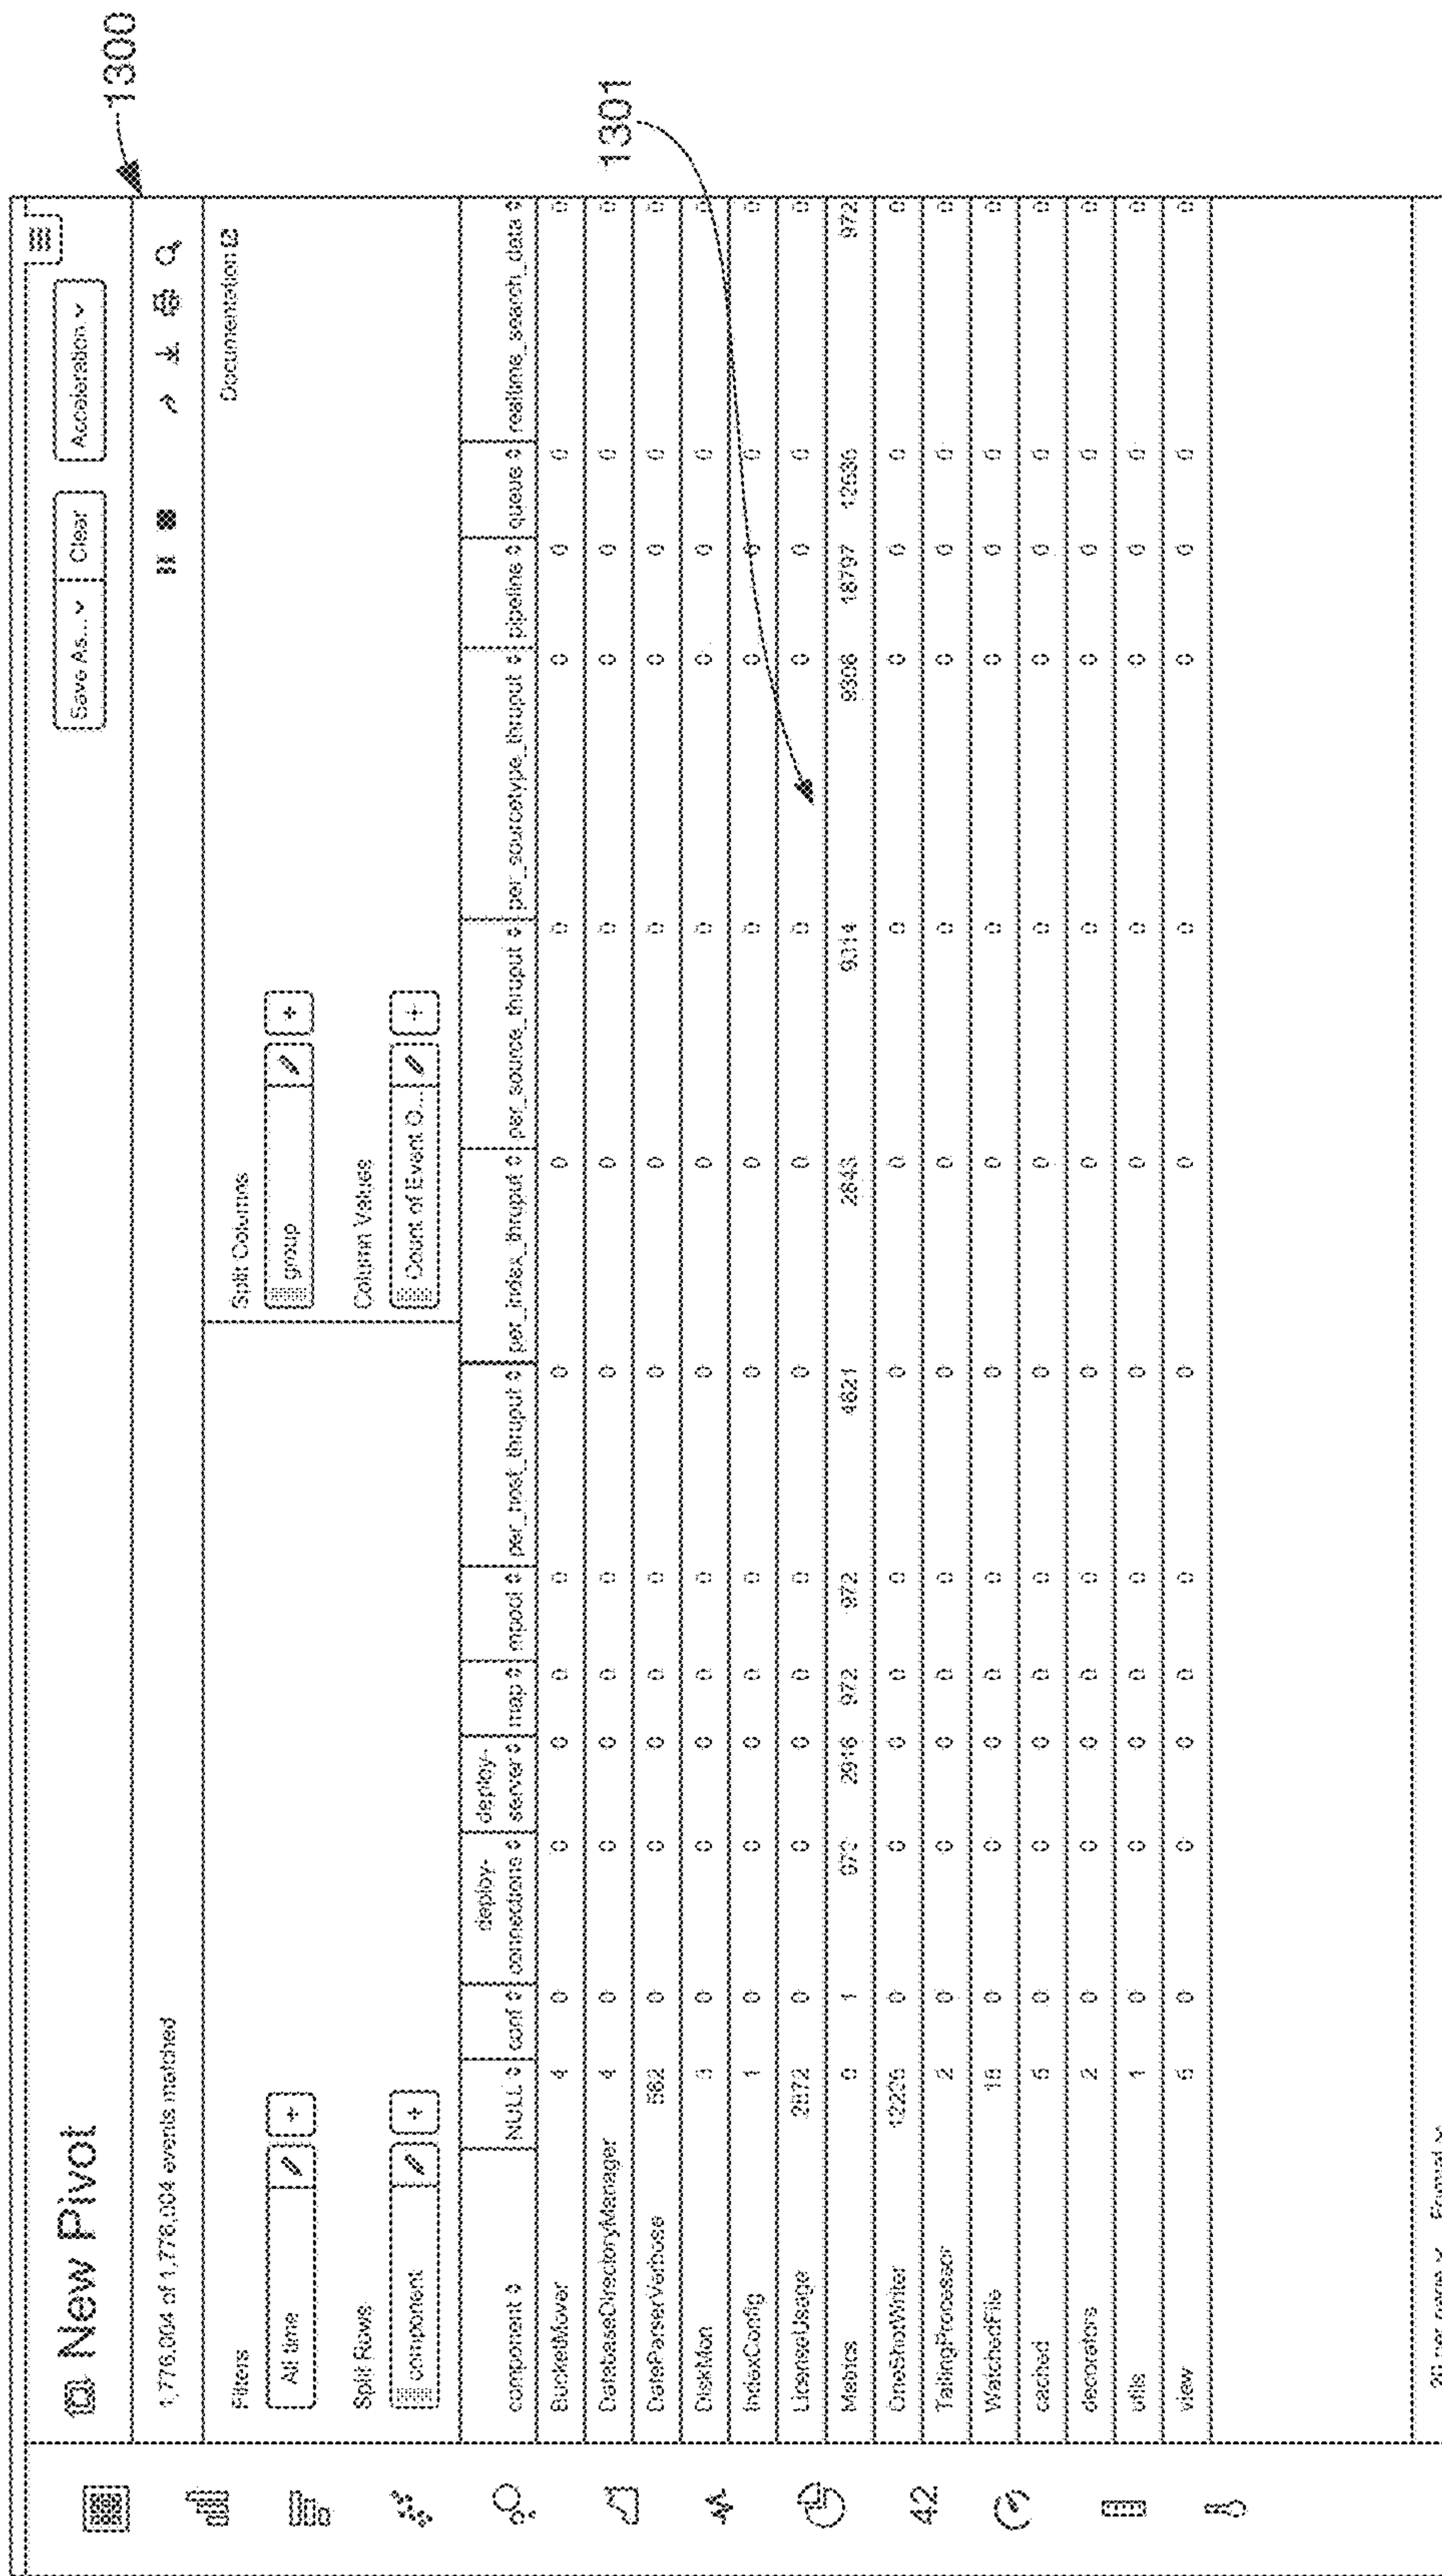 1300
1301
New Pivot
Save As... Clear Acceleration
1,776,004 of 1,776,004 events matched
Filters Split Columns Documentation
All time + group +
Split Rows Column Values
component + Count of Event O... +
component NULL conf deploy-connections deploy-server map mpool per_host_thruput per_index_thruput per_source_thruput per_sourcetype_thruput pipeline queue realtime_search_data
BucketMover 4 0 0 0 0 0 0 0 0 0 0 0 0
DatabaseDirectoryManager 4 0 0 0 0 0 0 0 0 0 0 0 0
DateParserVerbose 562 0 0 0 0 0 0 0 0 0 0 0 0
DiskMon 3 0 0 0 0 0 0 0 0 0 0 0 0
IndexConfig 1 0 0 0 0 0 0 0 0 0 0 0 0
LicenseUsage 2872 0 0 0 0 0 0 0 0 0 0 0 0
Metrics 0 1 972 2916 972 972 4621 2643 9314 9306 18797 972
OneShotWriter 0 0 0 0 0 0 0 0 0 0 0 0
TailingProcessor 2 0 0 0 0 0 0 0 0 0 0 0 0
WatchedFile 18 0 0 0 0 0 0 0 0 0 0 0 0
cached 0 0 0 0 0 0 0 0 0 0 0 0
decorators 2 0 0 0 0 0 0 0 0 0 0 0 0
utils 1 0 0 0 0 0 0 0 0 0 0 0 0
view 0 0 0 0 0 0 0 0 0 0 0 0
42